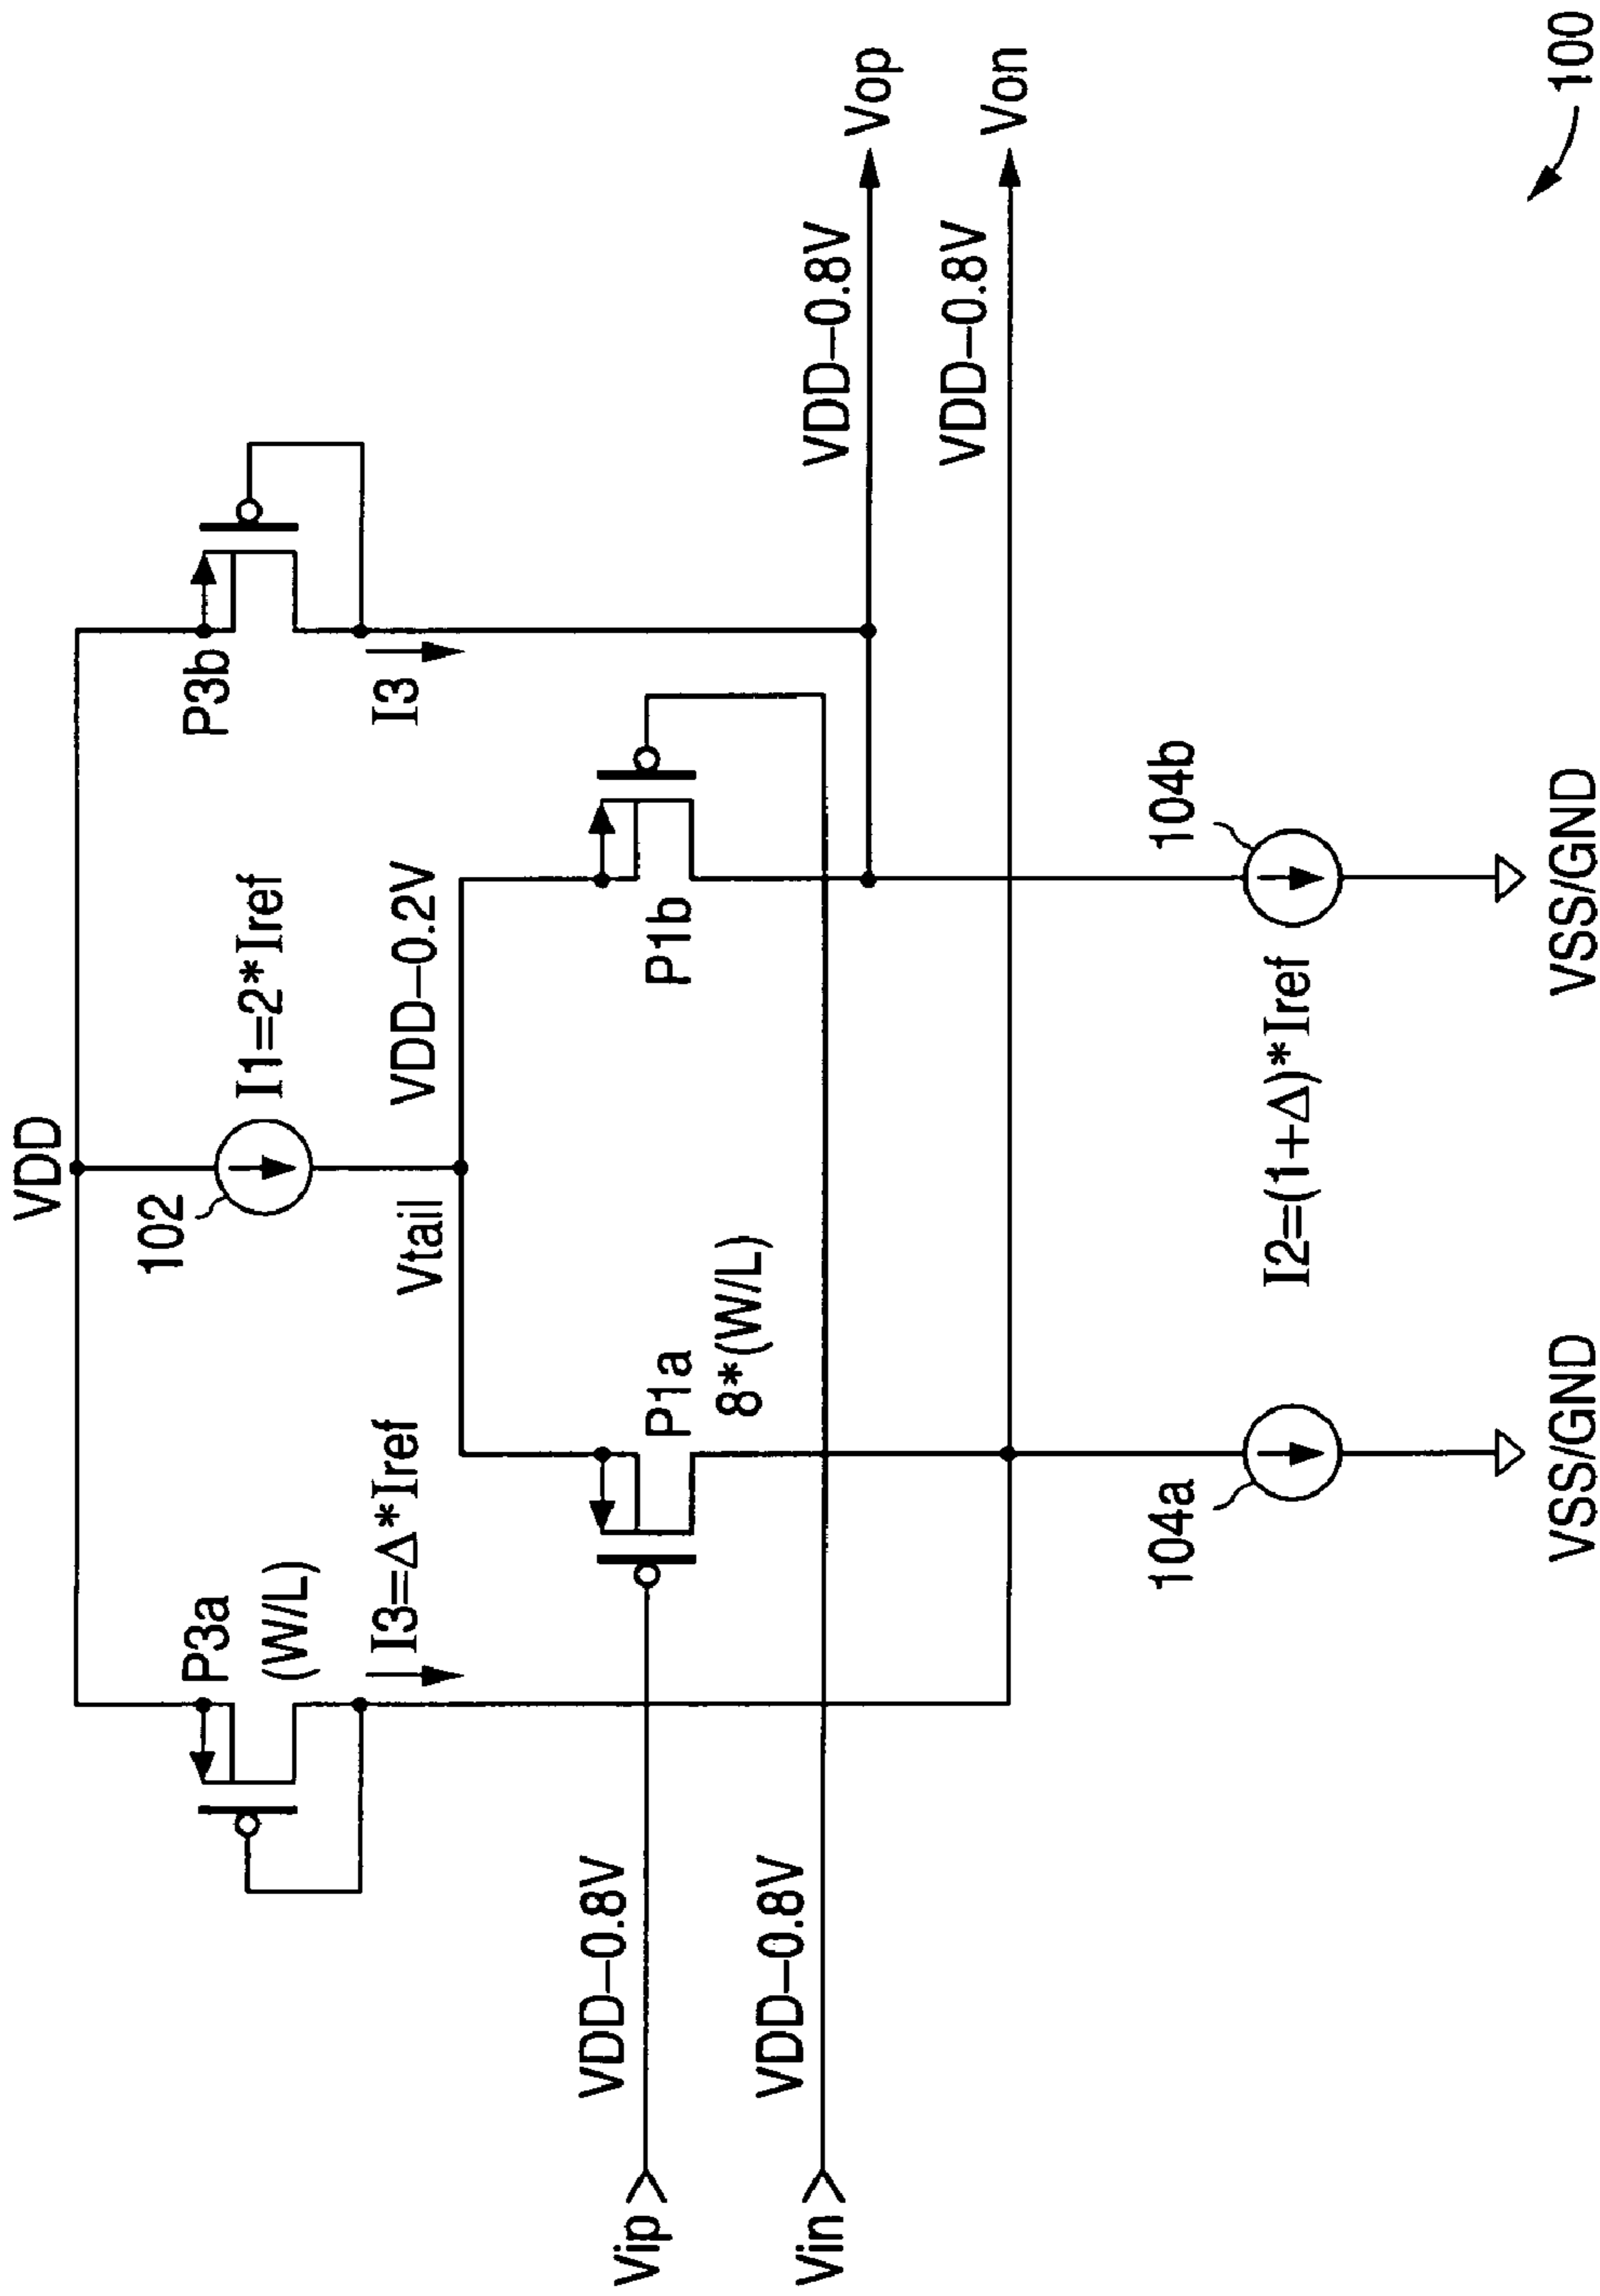 VDD
102
I1=2*Iref
P3a
(W/L)
P3b
I3=Δ*Iref
I3
Vtail
VDD–0.2V
Vip
VDD–0.8V
P1a
8*(W/L)
P1b
Vin
VDD–0.8V
VDD–0.8V
Vop
VDD–0.8V
Von
104a
104b
I2=(1+Δ)*Iref
VSS/GND
VSS/GND
100